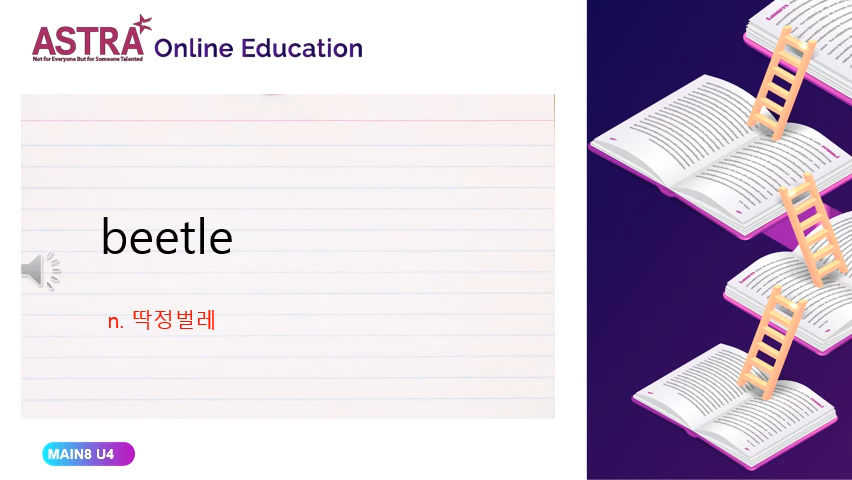 ASTRA
Not for Everyone But for Someone Talented
Online Education
beetle
n. 딱정벌레
MAIN8 U4